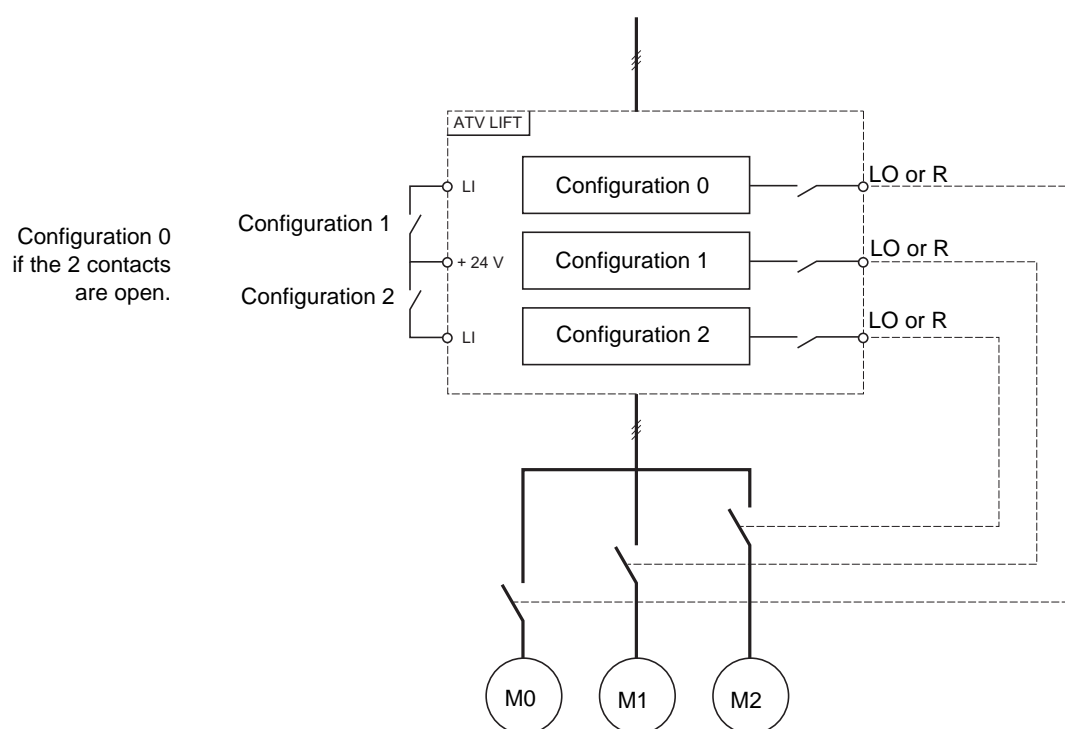 ATV LIFT
Configuration 0
LO or R
LI
Configuration 1
Configuration 0
if the 2 contacts
are open.
+ 24 V
Configuration 1
LO or R
Configuration 2
LI
Configuration 2
LO or R
M0
M1
M2